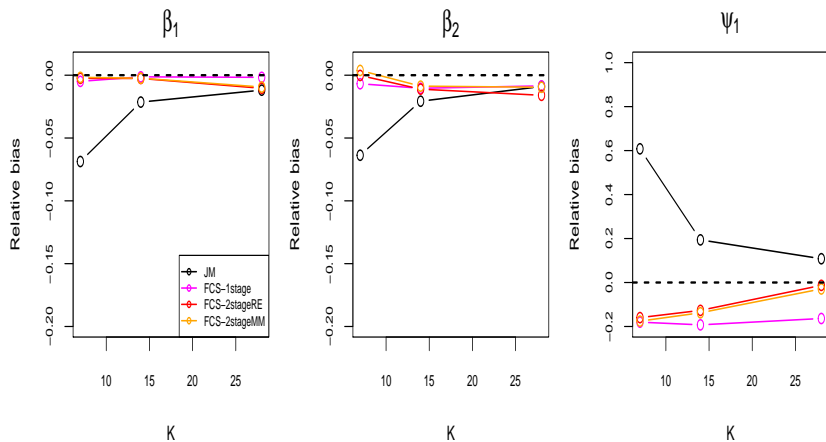 β1
β2
ψ1
Relative bias
0.00
−0.05
−0.10
−0.15
−0.20
10
15
20
25
K
JM
FCS−1stage
FCS−2stageRE
FCS−2stageMM
Relative bias
0.00
−0.05
−0.10
−0.15
−0.20
10
15
20
25
K
Relative bias
1.0
0.8
0.6
0.4
0.2
0.0
−0.2
10
15
20
25
K